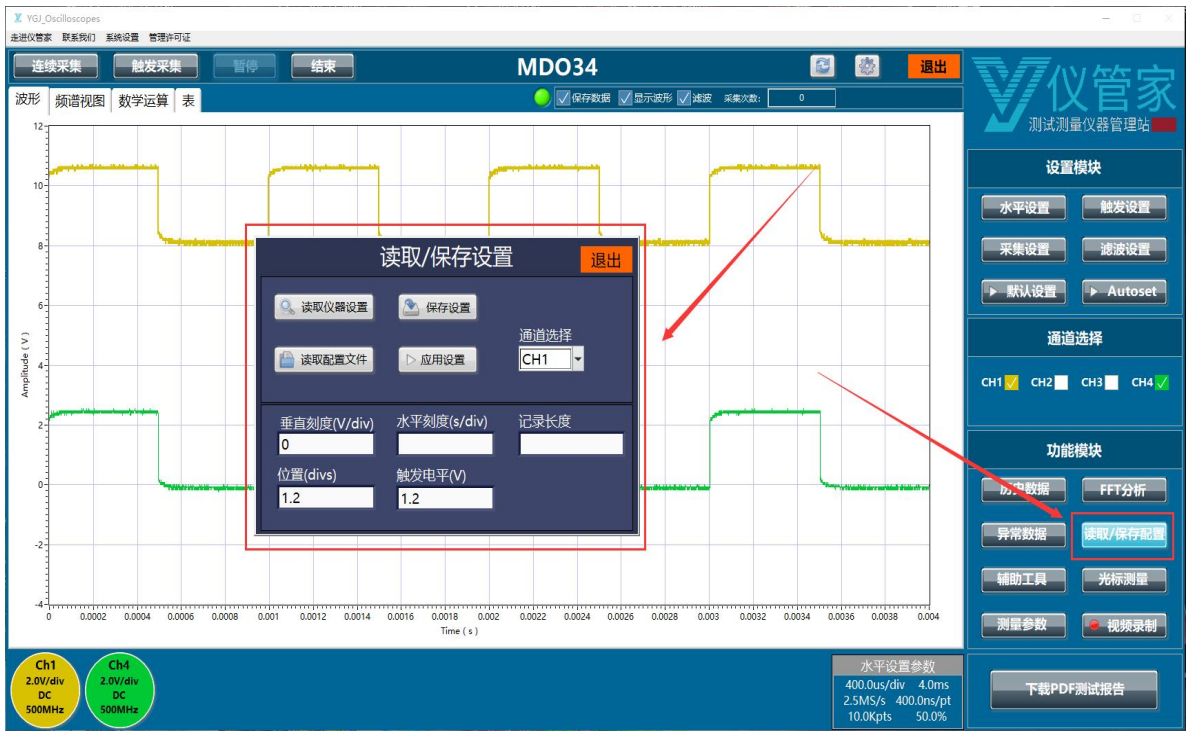 YGJ_Oscilloscopes
走进仪管家 联系我们 系统设置 管理许可证
连续采集 触发采集 暂停 结束 MDO34 退出
波形 频谱视图 数学运算 表 保存数据 显示波形 滤波 采集次数: 0
仪管家
测试测量仪器管理站
设置模块
水平设置 触发设置
采集设置 滤波设置
默认设置 Autoset
通道选择
CH1 CH2 CH3 CH4
功能模块
历史数据 FFT分析
异常数据 读取/保存配置
辅助工具 光标测量
测量参数 视频录制
下载PDF测试报告
12
10
8
6
4
2
0
-2
-4
Amplitude ( V )
0 0.0002 0.0004 0.0006 0.0008 0.001 0.0012 0.0014 0.0016 0.0018 0.002 0.0022 0.0024 0.0026 0.0028 0.003 0.0032 0.0034 0.0036 0.0038 0.004
Time ( s )
读取/保存设置 退出
读取仪器设置 保存设置
通道选择
读取配置文件 应用设置 CH1
垂直刻度(V/div) 水平刻度(s/div) 记录长度
0
位置(divs) 触发电平(V)
1.2 1.2
Ch1
2.0V/div
DC
500MHz
Ch4
2.0V/div
DC
500MHz
水平设置参数
400.0us/div 4.0ms
2.5MS/s 400.0ns/pt
10.0Kpts 50.0%